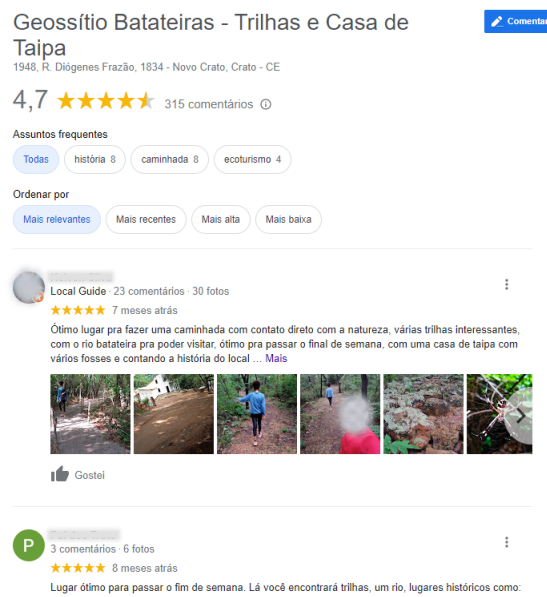 Geossítio Batateiras - Trilhas e Casa de
Taipa
Comentar
1948, R. Diógenes Frazão, 1834 - Novo Crato, Crato - CE
4,7
315 comentários
Assuntos frequentes
Todas
história 8
caminhada 8
ecoturismo 4
Ordenar por
Mais relevantes
Mais recentes
Mais alta
Mais baixa
Local Guide · 23 comentários · 30 fotos
7 meses atrás
Ótimo lugar pra fazer uma caminhada com contato direto com a natureza, várias trilhas interessantes,
com o rio batateira pra poder visitar, ótimo pra passar o final de semana, com uma casa de taipa com
vários fosses e contando a história do local ... Mais
Gostei
P
3 comentários · 6 fotos
8 meses atrás
Lugar ótimo para passar o fim de semana. Lá você encontrará trilhas, um rio, lugares históricos como: